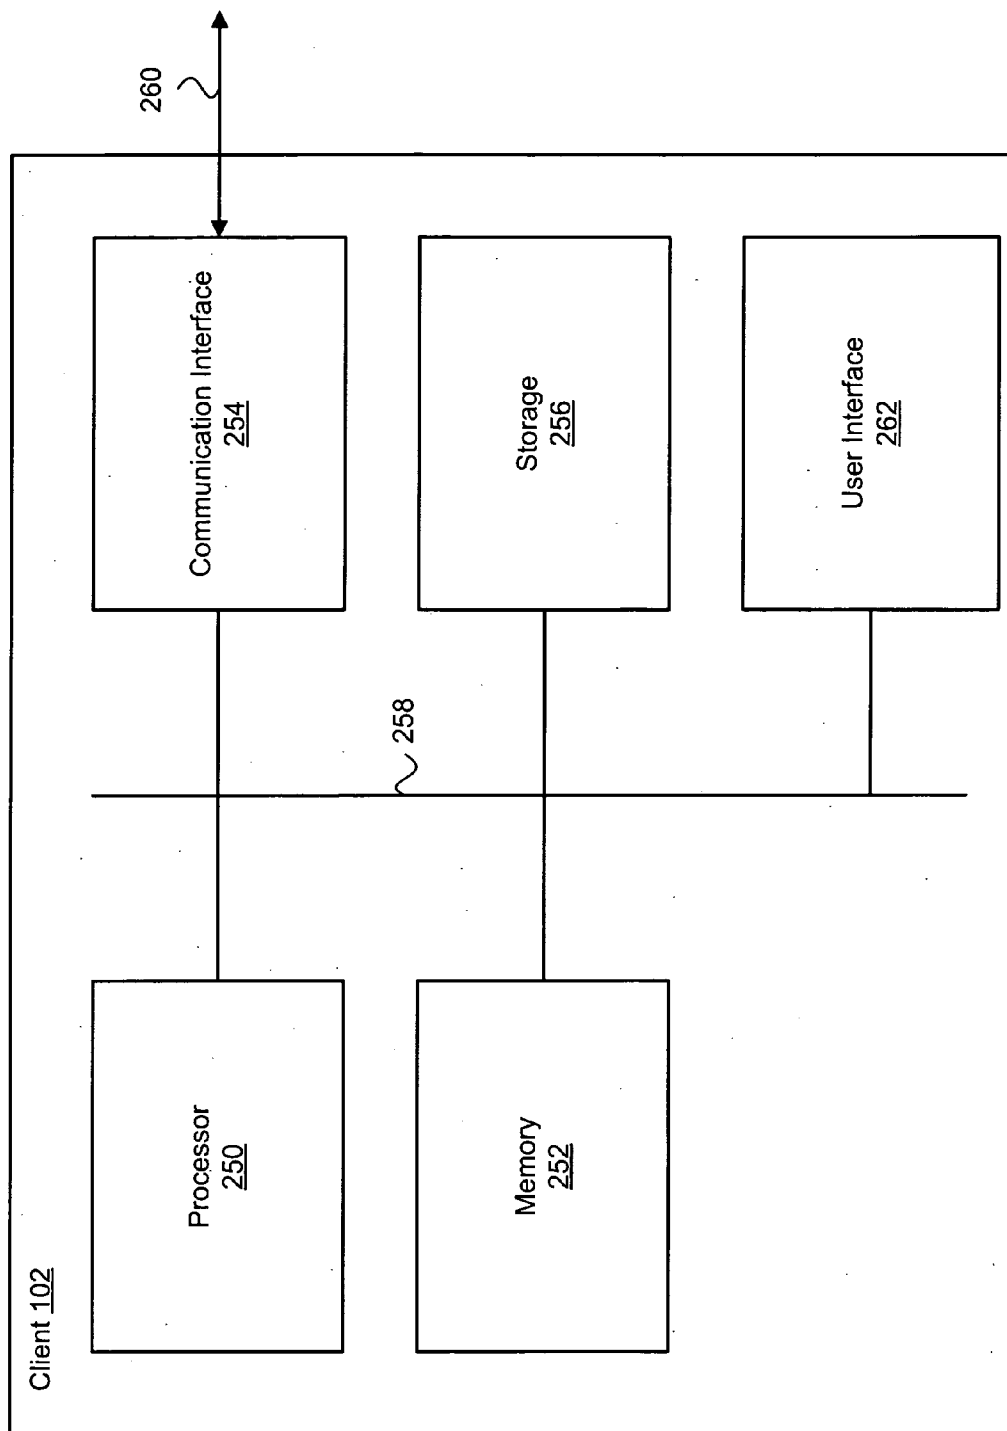 Client 102
Processor
250
Communication Interface
254
260
258
Memory
252
Storage
256
User Interface
262